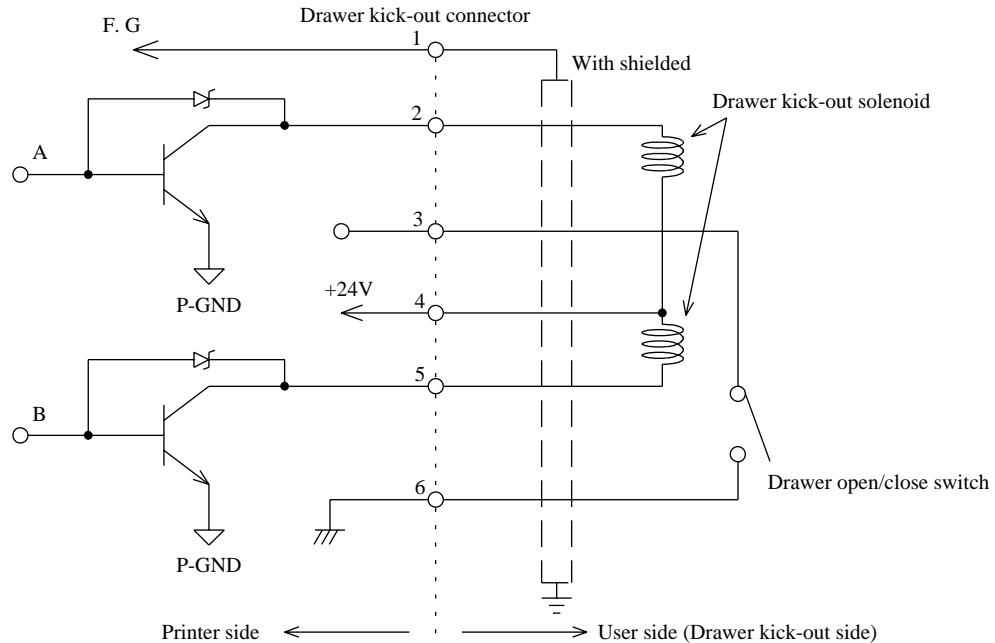 Drawer kick-out connector
F. G
1
With shielded
Drawer kick-out solenoid
2
A
3
P-GND
+24V
4
5
B
6
Drawer open/close switch
P-GND
Printer side
User side (Drawer kick-out side)